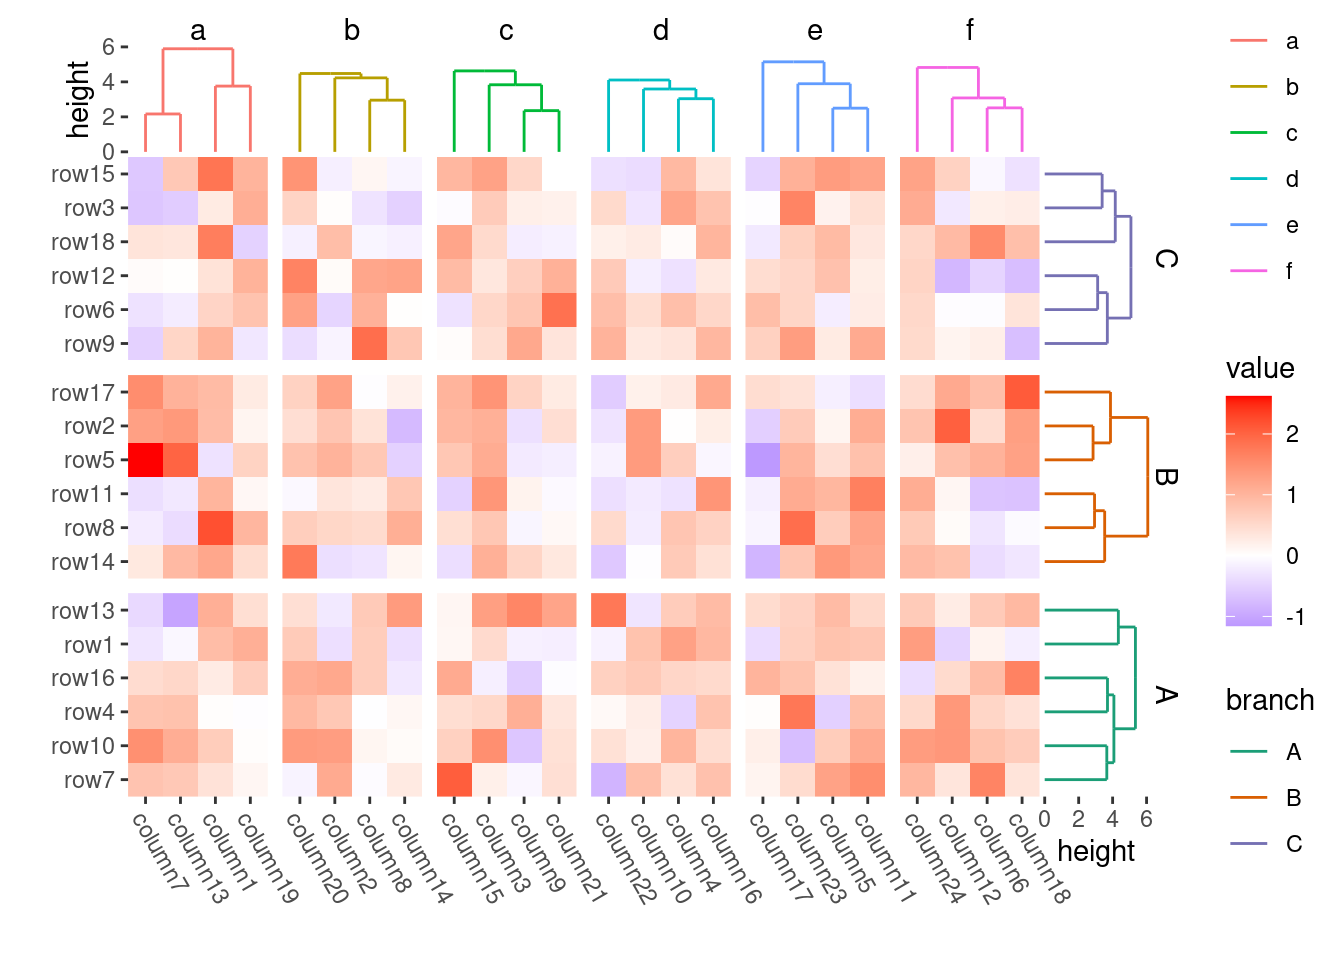 a b c d e f
height
6
4
2
0
row15
row3
row18
row12
row6
row9
row17
row2
row5
row11
row8
row14
row13
row1
row16
row4
row10
row7
C
B
A
column7 column13 column1 column19 column20 column2 column8 column14 column15 column3 column9 column21 column22 column10 column4 column16 column17 column23 column5 column11 column24 column12 column6 column18
0 2 4 6
height
a
b
c
d
e
f
value
2
1
0
-1
branch
A
B
C